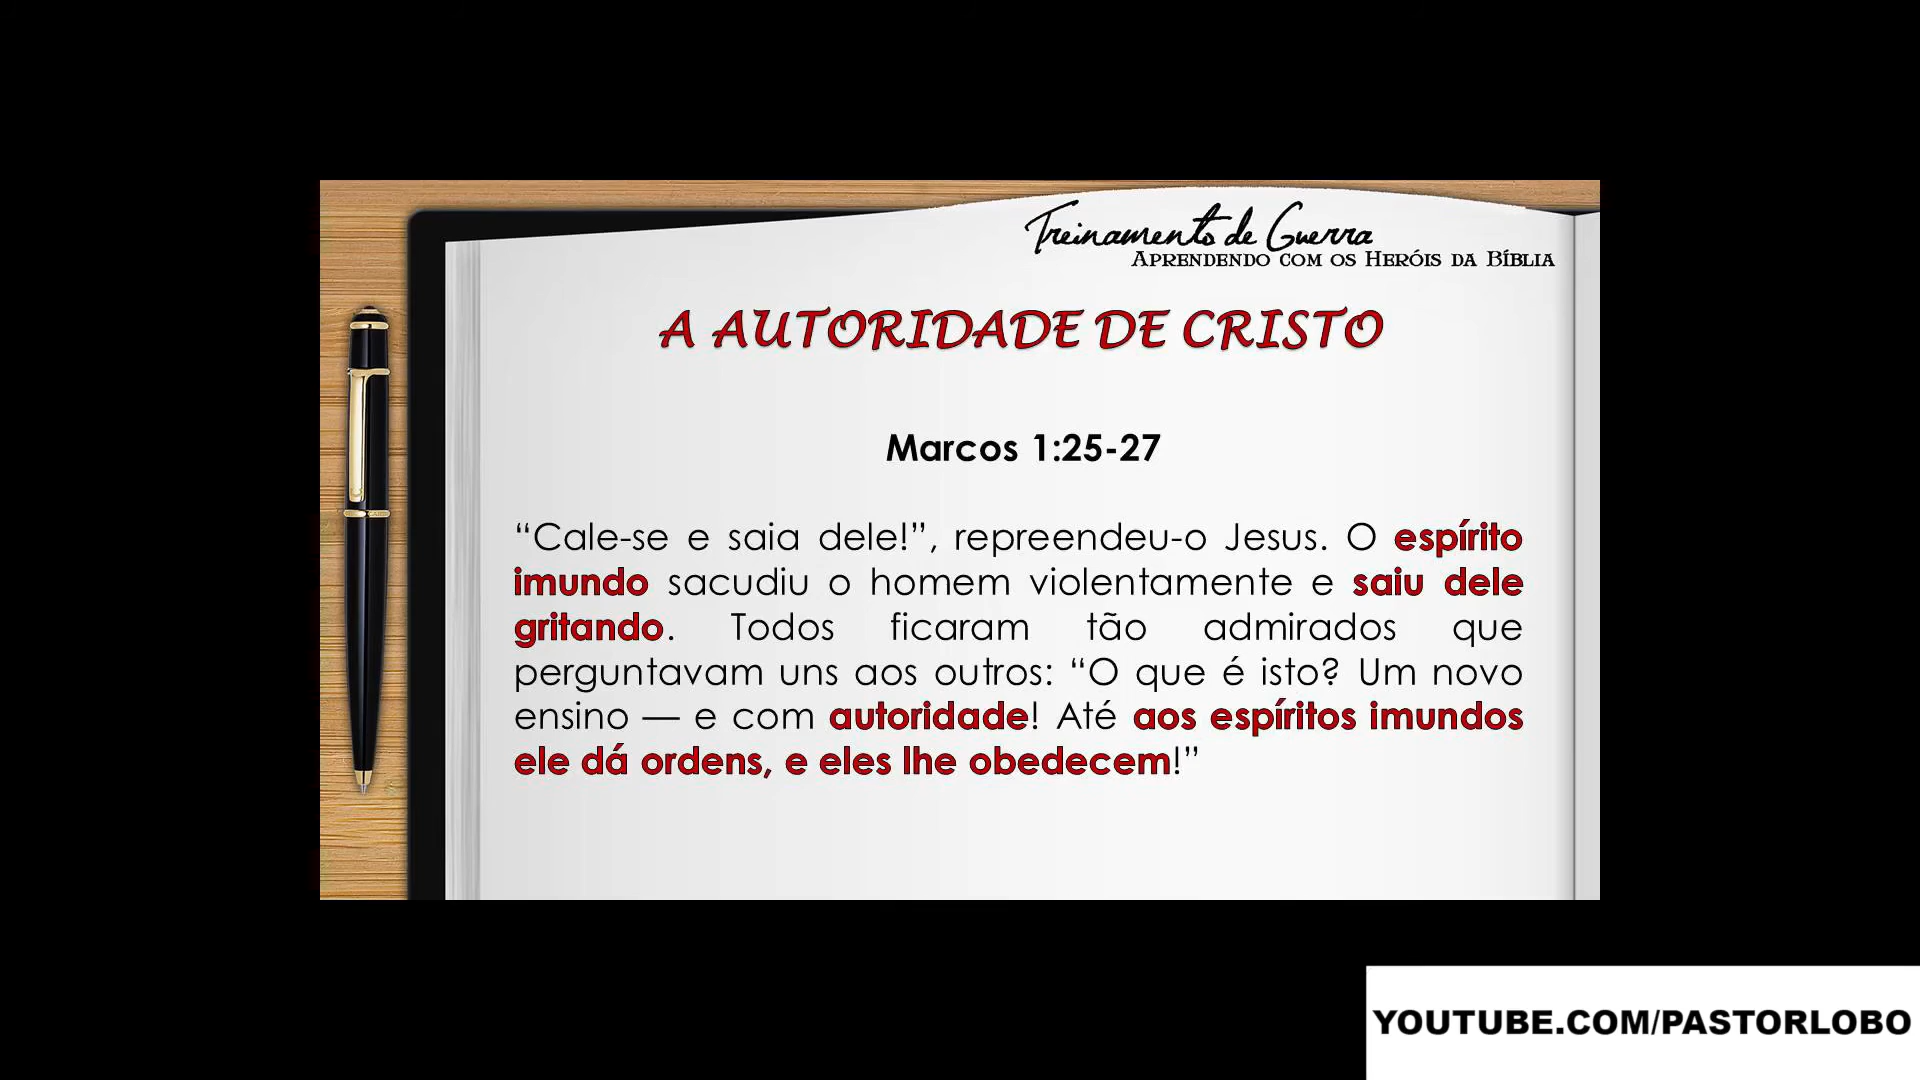 Treinamento de Guerra
Aprendendo com os Heróis da Bíblia
A AUTORIDADE DE CRISTO
Marcos 1:25-27
“Cale-se e saia dele!”, repreendeu-o Jesus. O espírito
imundo sacudiu o homem violentamente e saiu dele
gritando. Todos ficaram tão admirados que
perguntavam uns aos outros: “O que é isto? Um novo
ensino — e com autoridade! Até aos espíritos imundos
ele dá ordens, e eles lhe obedecem!”
YOUTUBE.COM/PASTORLOBO